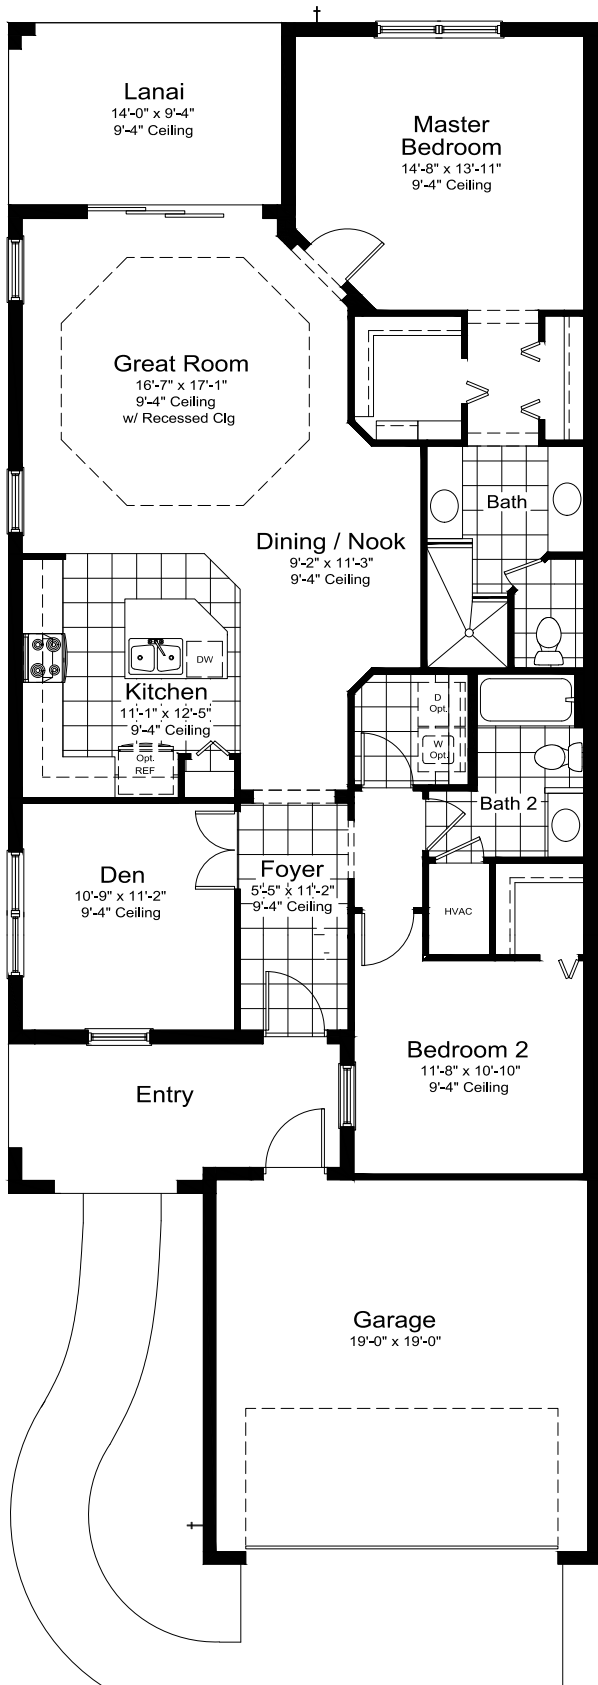 Lanai
14'-0" x 9'-4"
9'-4" Ceiling
Master
Bedroom
14'-8" x 13'-11"
9'-4" Ceiling
Great Room
16'-7" x 17'-1"
9'-4" Ceiling
w/ Recessed Clg
Bath
Dining / Nook
9'-2" x 11'-3"
9'-4" Ceiling
DW
Kitchen
11'-1" x 12'-5"
9'-4" Ceiling
Opt.
REF
D
Opt.
W
Opt.
Bath 2
Den
10'-9" x 11'-2"
9'-4" Ceiling
Foyer
5'-5" x 11'-2"
9'-4" Ceiling
HVAC
Bedroom 2
11'-8" x 10'-10"
9'-4" Ceiling
Entry
Garage
19'-0" x 19'-0"